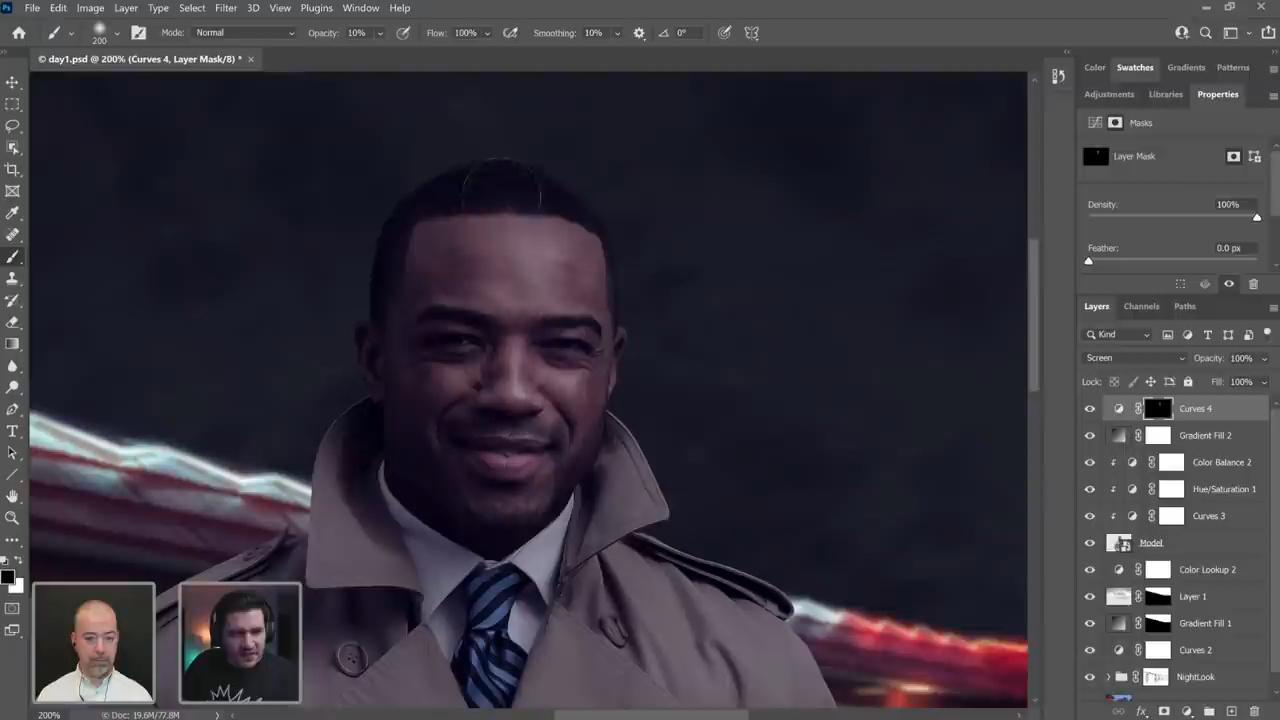 File Edit Image Layer Type Select Filter 3D View Plugins Window Help
200 Mode: Normal Opacity: 10% Flow: 100% Smoothing: 10% 0°
© day1.psd @ 200% (Curves 4, Layer Mask/8) * ×
Color Swatches Gradients Patterns
Adjustments Libraries Properties
Masks
Layer Mask
Density: 100%
Feather: 0.0 px
Layers Channels Paths
Kind
Screen Opacity: 100%
Lock: Fill: 100%
Curves 4
Gradient Fill 2
Color Balance 2
Hue/Saturation 1
Curves 3
Model
Color Lookup 2
Layer 1
Gradient Fill 1
Curves 2
NightLook
200% © Doc: 19.6M/77.8M